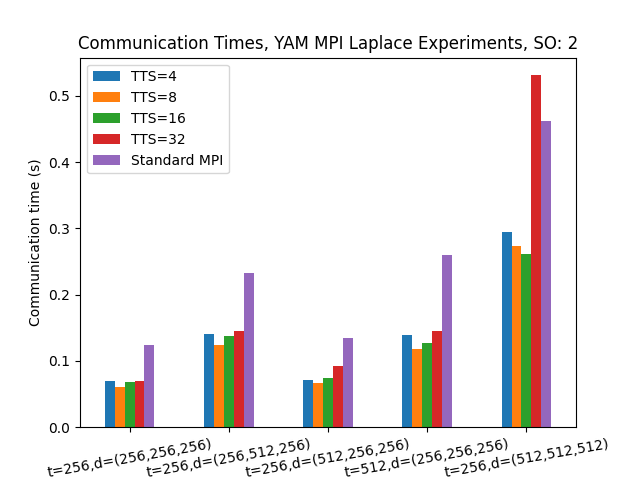 Communication Times, YAM MPI Laplace Experiments, SO: 2
TTS=4
TTS=8
TTS=16
TTS=32
Standard MPI
Communication time (s)
0.5
0.4
0.3
0.2
0.1
0.0
t=256,d=(256,256,256)
t=256,d=(256,512,256)
t=256,d=(512,256,256)
t=512,d=(256,256,256)
t=256,d=(512,512,512)